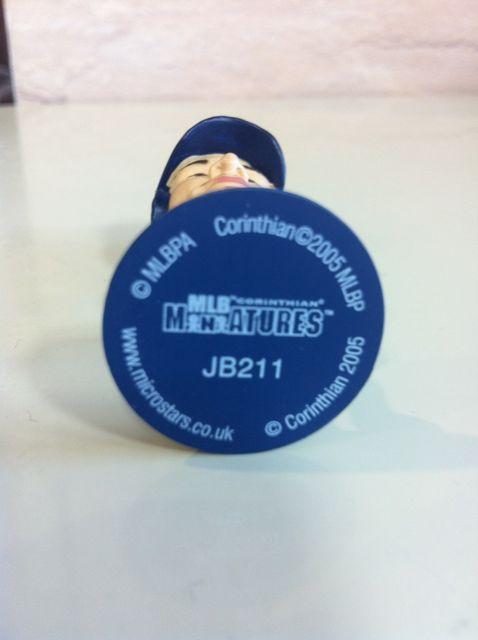 © MLBPA
Corinthian©2005 MLBP
MLB CORINTHIAN®
MINIATURES™
JB211
www.microstars.co.uk
© Corinthian 2005